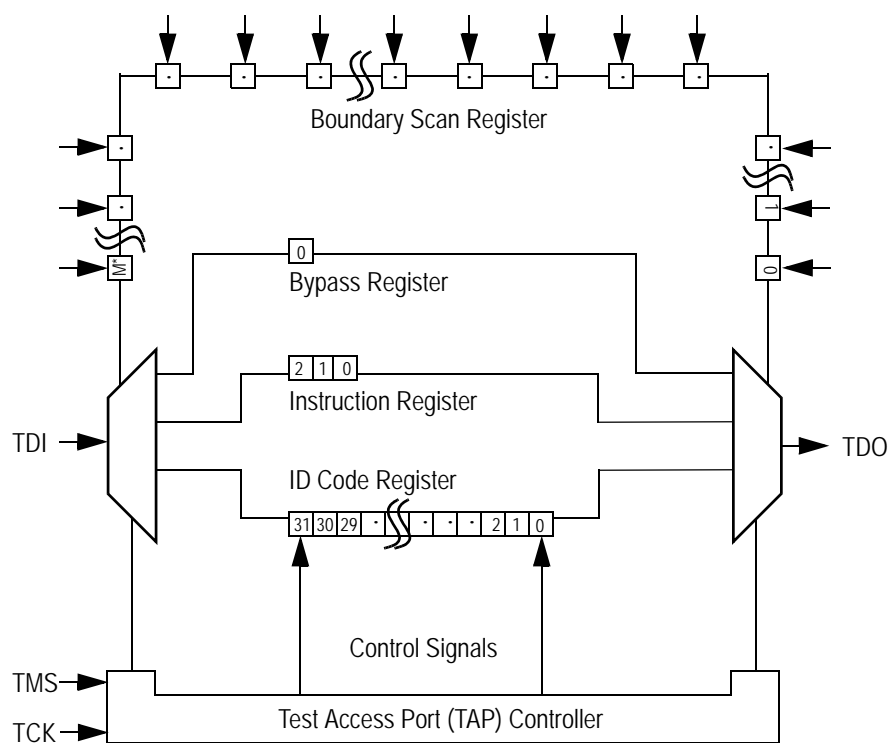 Boundary Scan Register
1
M*
0
0
Bypass Register
2 1 0
Instruction Register
TDI
TDO
ID Code Register
31 30 29 · · · · 2 1 0
Control Signals
TMS
Test Access Port (TAP) Controller
TCK